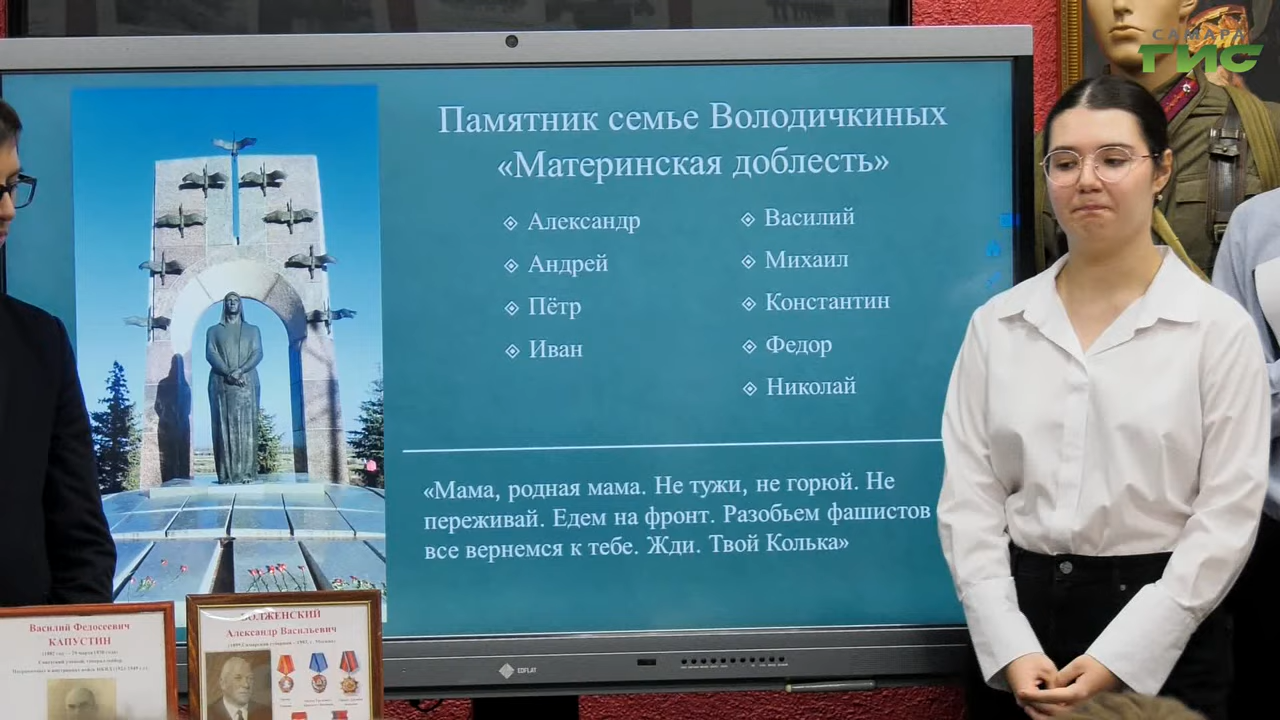 САМАРА
ТИС
Памятник семье Володичкиных
«Материнская доблесть»
Александр
Андрей
Пётр
Иван
Василий
Михаил
Константин
Федор
Николай
«Мама, родная мама. Не тужи, не горюй. Не
переживай. Едем на фронт. Разобьем фашистов
все вернемся к тебе. Жди. Твой Колька»
Василий Федосеевич
КАПУСТИН
Александр Васильевич